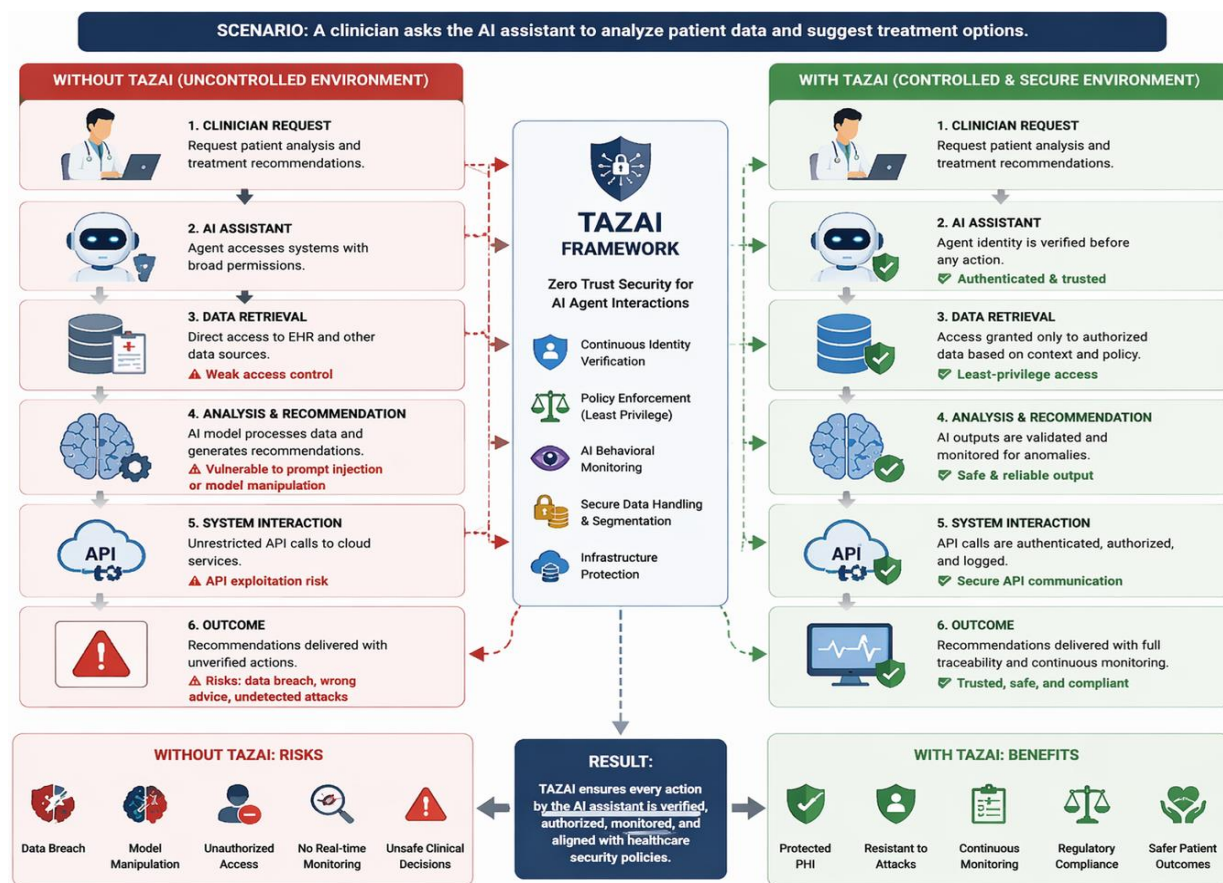 SCENARIO: A clinician asks the AI assistant to analyze patient data and suggest treatment options.
WITHOUT TAZAI (UNCONTROLLED ENVIRONMENT)
1. CLINICIAN REQUEST
Request patient analysis and
treatment recommendations.
2. AI ASSISTANT
Agent accesses systems with
broad permissions.
3. DATA RETRIEVAL
Direct access to EHR and other
data sources.
Weak access control
4. ANALYSIS & RECOMMENDATION
AI model processes data and
generates recommendations.
Vulnerable to prompt injection
or model manipulation
API
5. SYSTEM INTERACTION
Unrestricted API calls to cloud
services.
API exploitation risk
6. OUTCOME
Recommendations delivered with
unverified actions.
Risks: data breach, wrong
advice, undetected attacks
TAZAI
FRAMEWORK
Zero Trust Security for
AI Agent Interactions
Continuous Identity
Verification
Policy Enforcement
(Least Privilege)
AI Behavioral
Monitoring
Secure Data Handling
& Segmentation
Infrastructure
Protection
WITH TAZAI (CONTROLLED & SECURE ENVIRONMENT)
1. CLINICIAN REQUEST
Request patient analysis and
treatment recommendations.
2. AI ASSISTANT
Agent identity is verified before
any action.
Authenticated & trusted
3. DATA RETRIEVAL
Access granted only to authorized
data based on context and policy.
Least-privilege access
4. ANALYSIS & RECOMMENDATION
AI outputs are validated and
monitored for anomalies.
Safe & reliable output
API
5. SYSTEM INTERACTION
API calls are authenticated, authorized,
and logged.
Secure API communication
6. OUTCOME
Recommendations delivered with full
traceability and continuous monitoring.
Trusted, safe, and compliant
WITHOUT TAZAI: RISKS
Data Breach
Model
Manipulation
Unauthorized
Access
No Real-time
Monitoring
Unsafe Clinical
Decisions
RESULT:
TAZAI ensures every action
by the AI assistant is verified,
authorized, monitored, and
aligned with healthcare
security policies.
WITH TAZAI: BENEFITS
Protected
PHI
Resistant to
Attacks
Continuous
Monitoring
Regulatory
Compliance
Safer Patient
Outcomes